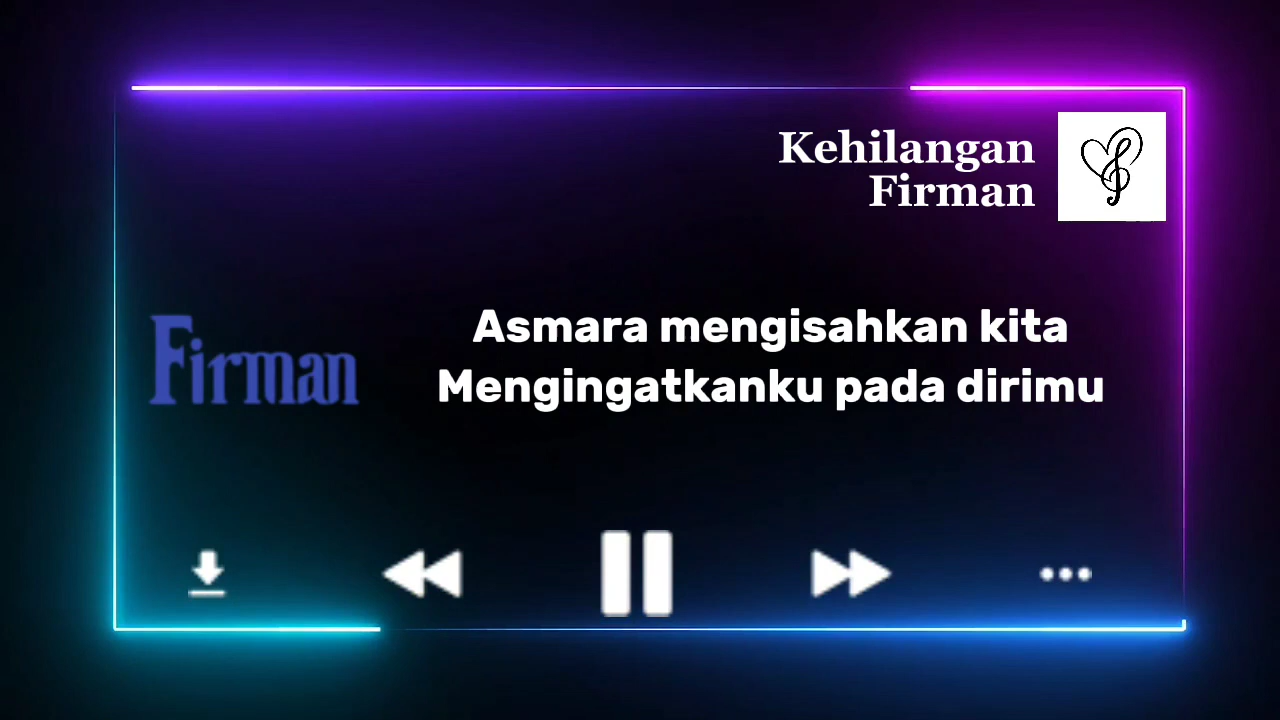 Kehilangan
Firman
Firman
Asmara mengisahkan kita
Mengingatkanku pada dirimu